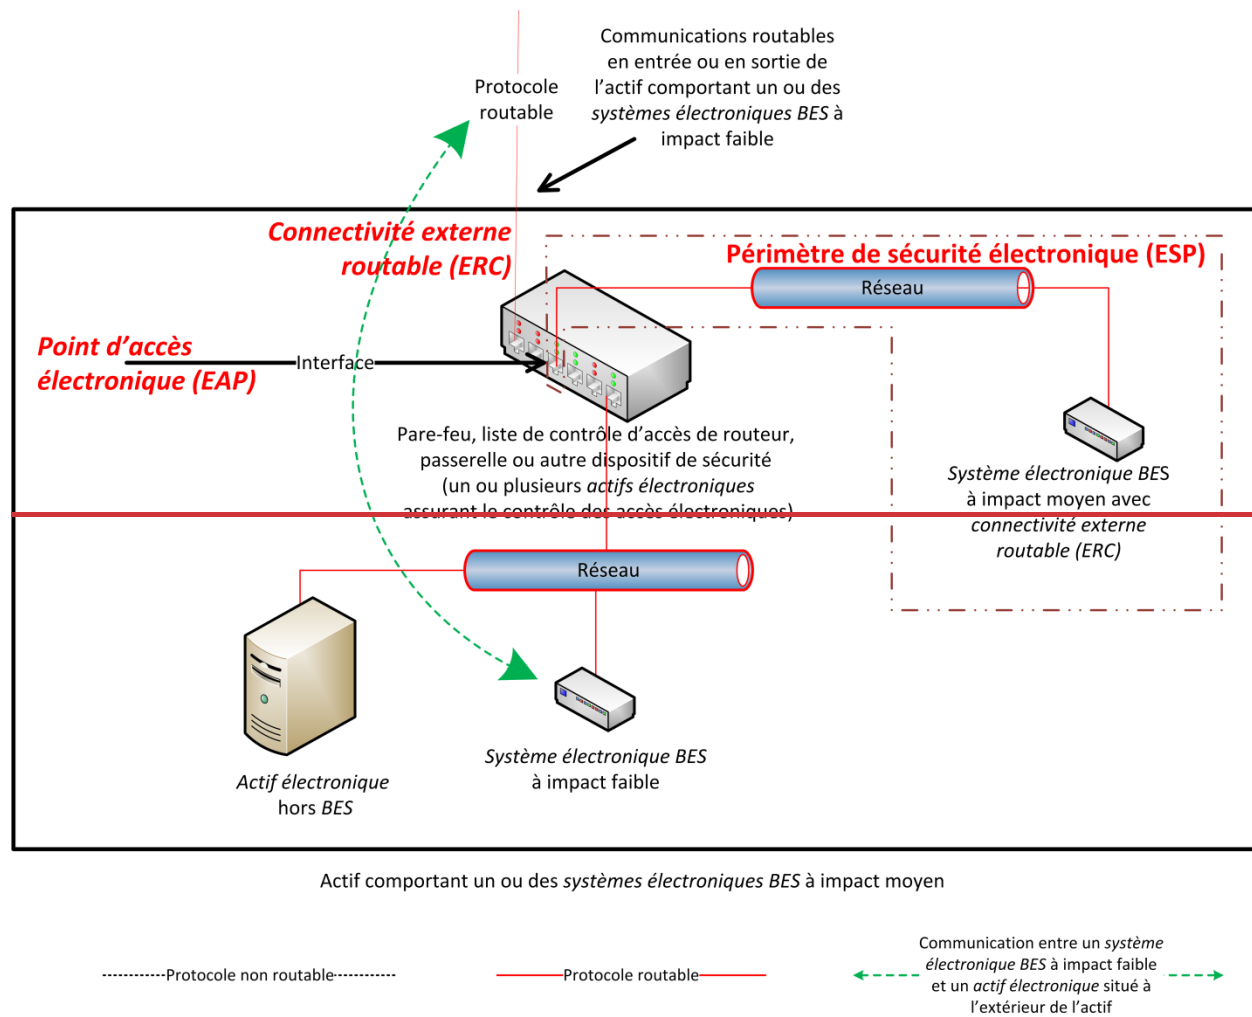 Communications routables
en entrée ou en sortie de
l’actif comportant un ou des
systèmes électroniques BES à
impact faible
Protocole
routable
Connectivité externe
routable (ERC)
Périmètre de sécurité électronique (ESP)
Réseau
Point d’accès
électronique (EAP)
Interface
Pare-feu, liste de contrôle d’accès de routeur,
passerelle ou autre dispositif de sécurité
(un ou plusieurs actifs électroniques
assurant le contrôle des accès électroniques)
Système électronique BES
à impact moyen avec
connectivité externe
routable (ERC)
Réseau
Système électronique BES
à impact faible
Actif électronique
hors BES
Actif comportant un ou des systèmes électroniques BES à impact moyen
Protocole non routable
Protocole routable
Communication entre un système
électronique BES à impact faible
et un actif électronique situé à
l’extérieur de l’actif